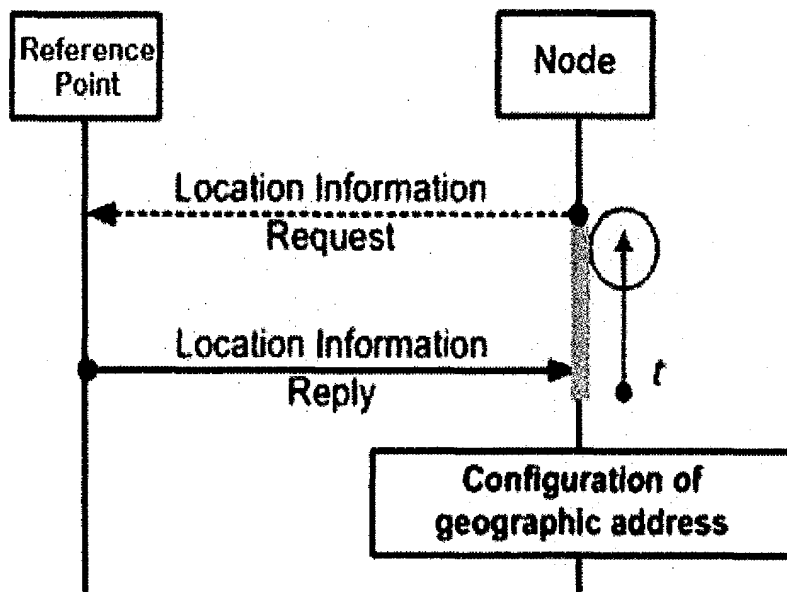 Reference
Point
Node
Location Information
Request
Location Information
Reply
t
Configuration of
geographic address